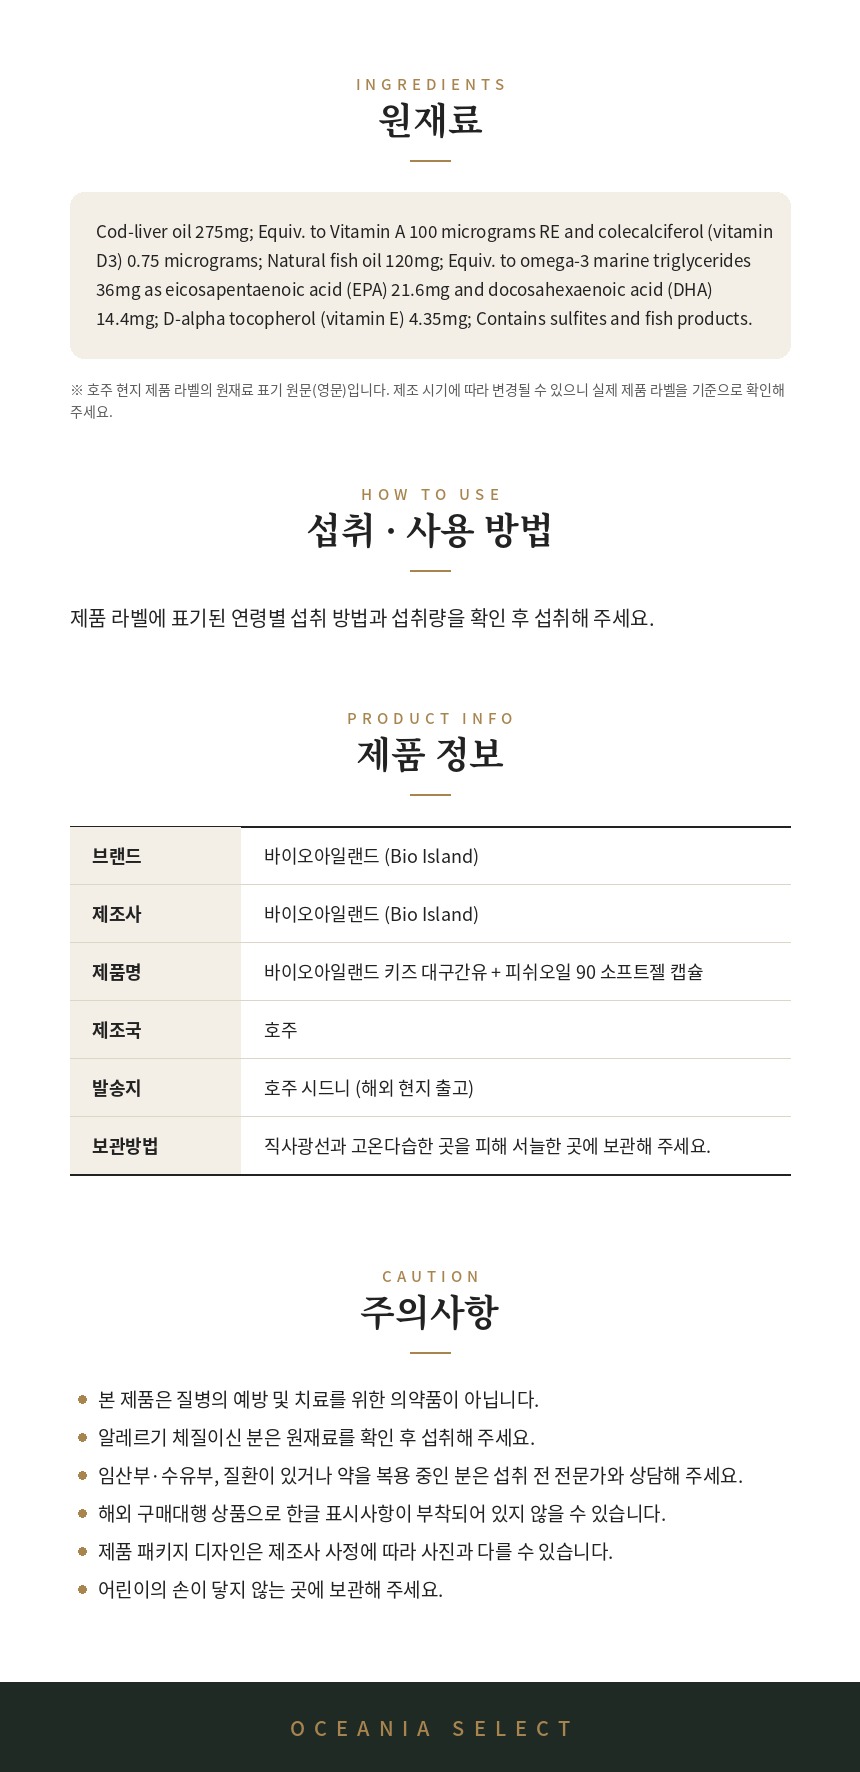 INGREDIENTS
원재료
Cod-liver oil 275mg; Equiv. to Vitamin A 100 micrograms RE and colecalciferol (vitamin
D3) 0.75 micrograms; Natural fish oil 120mg; Equiv. to omega-3 marine triglycerides
36mg as eicosapentaenoic acid (EPA) 21.6mg and docosahexaenoic acid (DHA)
14.4mg; D-alpha tocopherol (vitamin E) 4.35mg; Contains sulfites and fish products.
※ 호주 현지 제품 라벨의 원재료 표기 원문(영문)입니다. 제조 시기에 따라 변경될 수 있으니 실제 제품 라벨을 기준으로 확인해
주세요.
HOW TO USE
섭취 · 사용 방법
제품 라벨에 표기된 연령별 섭취 방법과 섭취량을 확인 후 섭취해 주세요.
PRODUCT INFO
제품 정보
브랜드 바이오아일랜드 (Bio Island)
제조사 바이오아일랜드 (Bio Island)
제품명 바이오아일랜드 키즈 대구간유 + 피쉬오일 90 소프트젤 캡슐
제조국 호주
발송지 호주 시드니 (해외 현지 출고)
보관방법 직사광선과 고온다습한 곳을 피해 서늘한 곳에 보관해 주세요.
CAUTION
주의사항
본 제품은 질병의 예방 및 치료를 위한 의약품이 아닙니다.
알레르기 체질이신 분은 원재료를 확인 후 섭취해 주세요.
임산부·수유부, 질환이 있거나 약을 복용 중인 분은 섭취 전 전문가와 상담해 주세요.
해외 구매대행 상품으로 한글 표시사항이 부착되어 있지 않을 수 있습니다.
제품 패키지 디자인은 제조사 사정에 따라 사진과 다를 수 있습니다.
어린이의 손이 닿지 않는 곳에 보관해 주세요.
OCEANIA SELECT